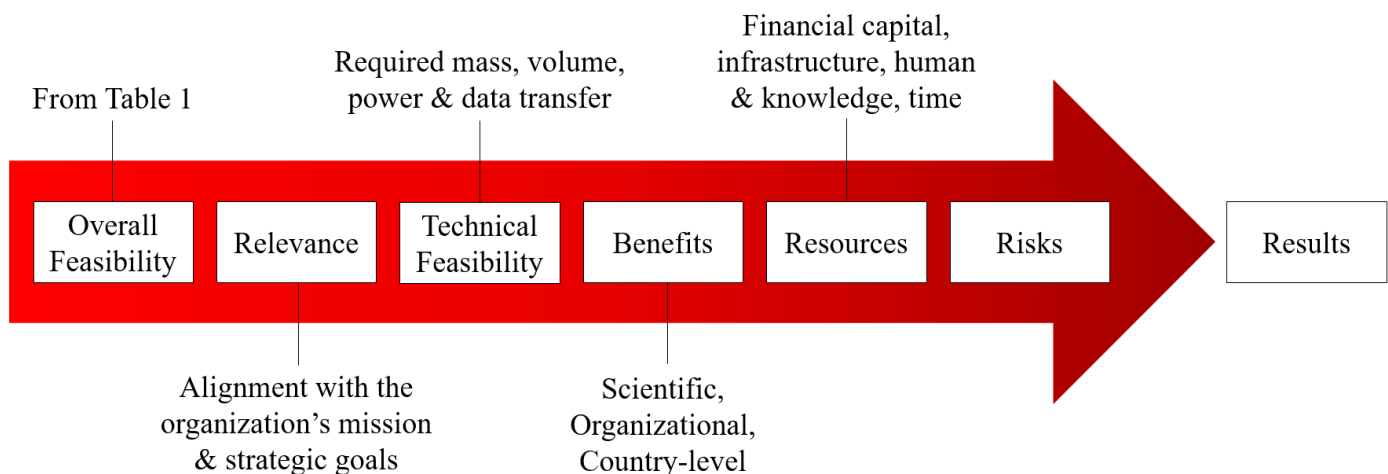 From Table 1
Required mass, volume,
power & data transfer
Financial capital,
infrastructure, human
& knowledge, time
Overall
Feasibility
Relevance
Technical
Feasibility
Benefits
Resources
Risks
Results
Alignment with the
organization’s mission
& strategic goals
Scientific,
Organizational,
Country-level